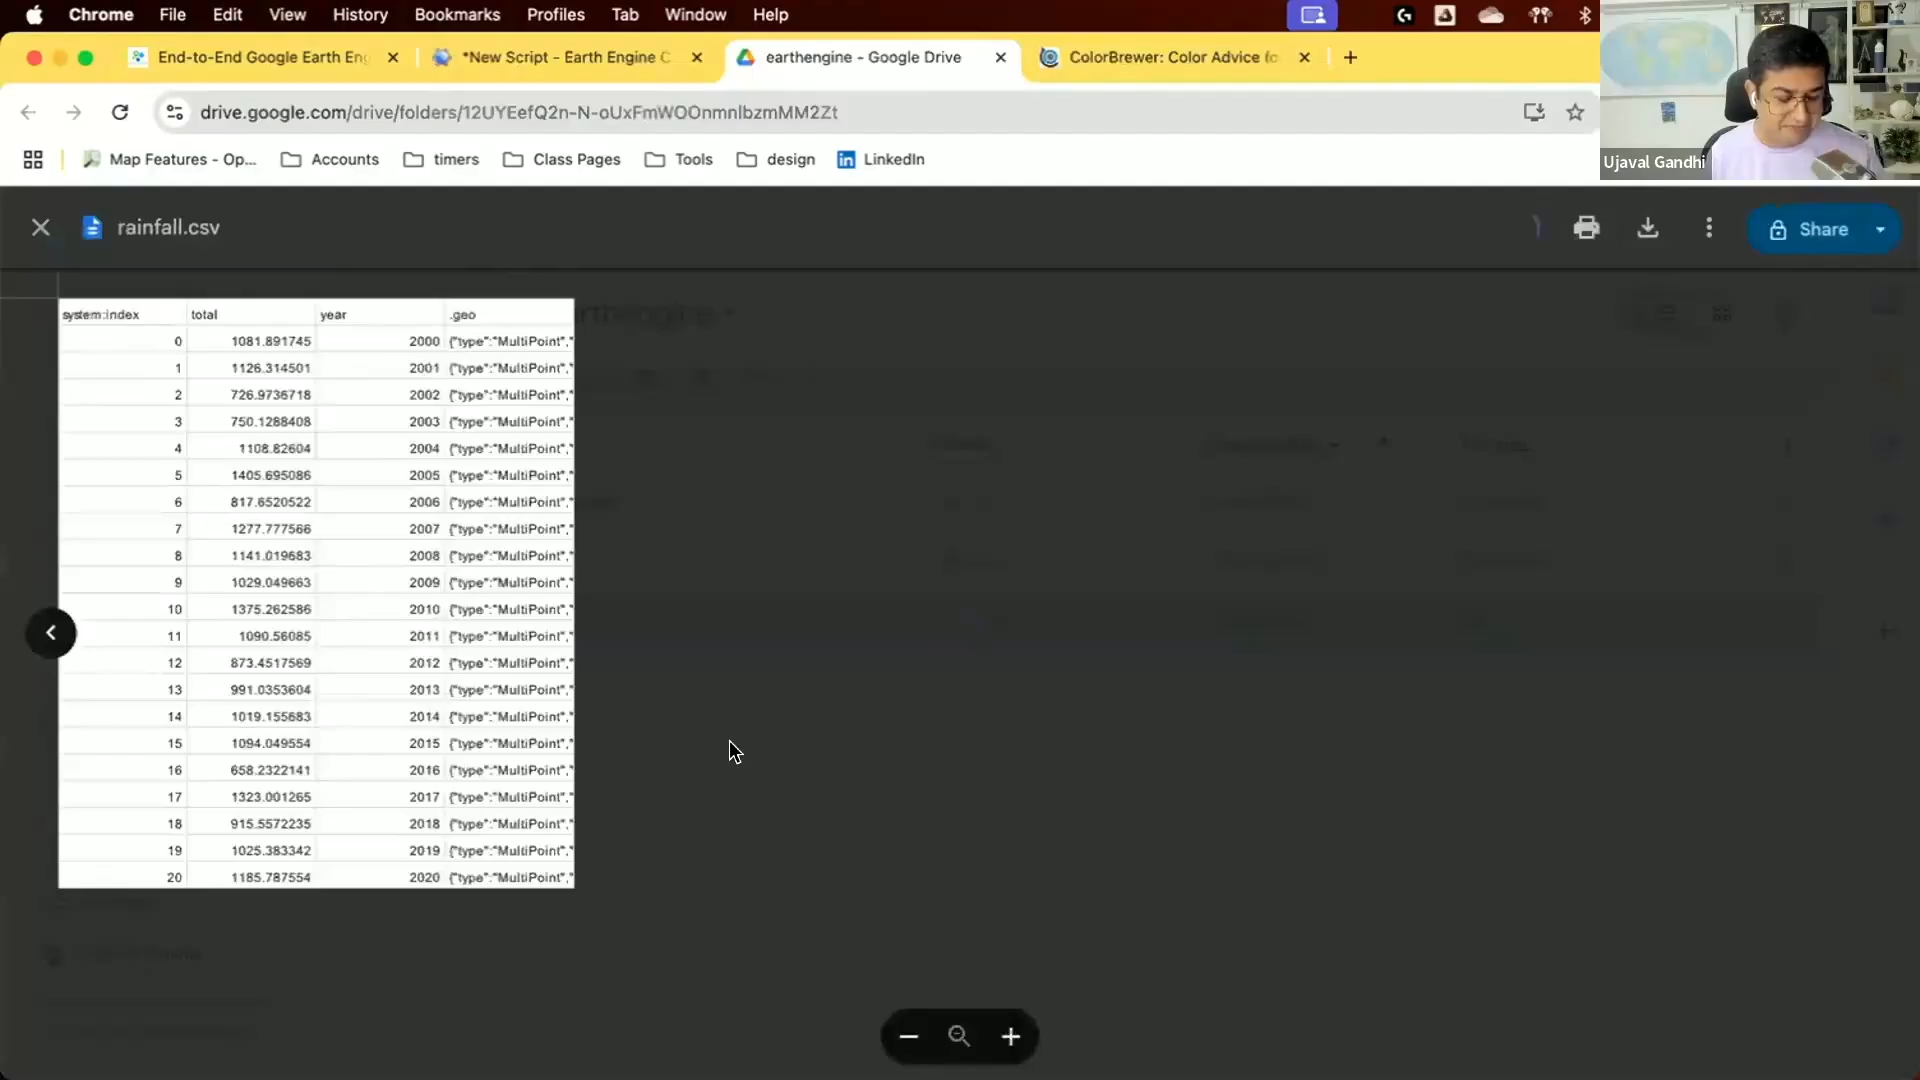 Chrome File Edit View History Bookmarks Profiles Tab Window Help
End-to-End Google Earth Eng
*New Script - Earth Engine C
earthengine - Google Drive
ColorBrewer: Color Advice fo
drive.google.com/drive/folders/12UYEefQ2n-N-oUxFmWOOnmnlbzmMM2Zt
Map Features - Op... Accounts timers Class Pages Tools design LinkedIn
Ujaval Gandhi
rainfall.csv
Share
system:index total year .geo
0 1081.891745 2000 {"type":"MultiPoint","
1 1126.314501 2001 {"type":"MultiPoint","
2 726.9736718 2002 {"type":"MultiPoint","
3 750.1288408 2003 {"type":"MultiPoint","
4 1108.82604 2004 {"type":"MultiPoint","
5 1405.695086 2005 {"type":"MultiPoint","
6 817.6520522 2006 {"type":"MultiPoint","
7 1277.777566 2007 {"type":"MultiPoint","
8 1141.019683 2008 {"type":"MultiPoint","
9 1029.049663 2009 {"type":"MultiPoint","
10 1375.262586 2010 {"type":"MultiPoint","
11 1090.56085 2011 {"type":"MultiPoint","
12 873.4517569 2012 {"type":"MultiPoint","
13 991.0353604 2013 {"type":"MultiPoint","
14 1019.155683 2014 {"type":"MultiPoint","
15 1094.049554 2015 {"type":"MultiPoint","
16 658.2322141 2016 {"type":"MultiPoint","
17 1323.001265 2017 {"type":"MultiPoint","
18 915.5572235 2018 {"type":"MultiPoint","
19 1025.383342 2019 {"type":"MultiPoint","
20 1185.787554 2020 {"type":"MultiPoint","